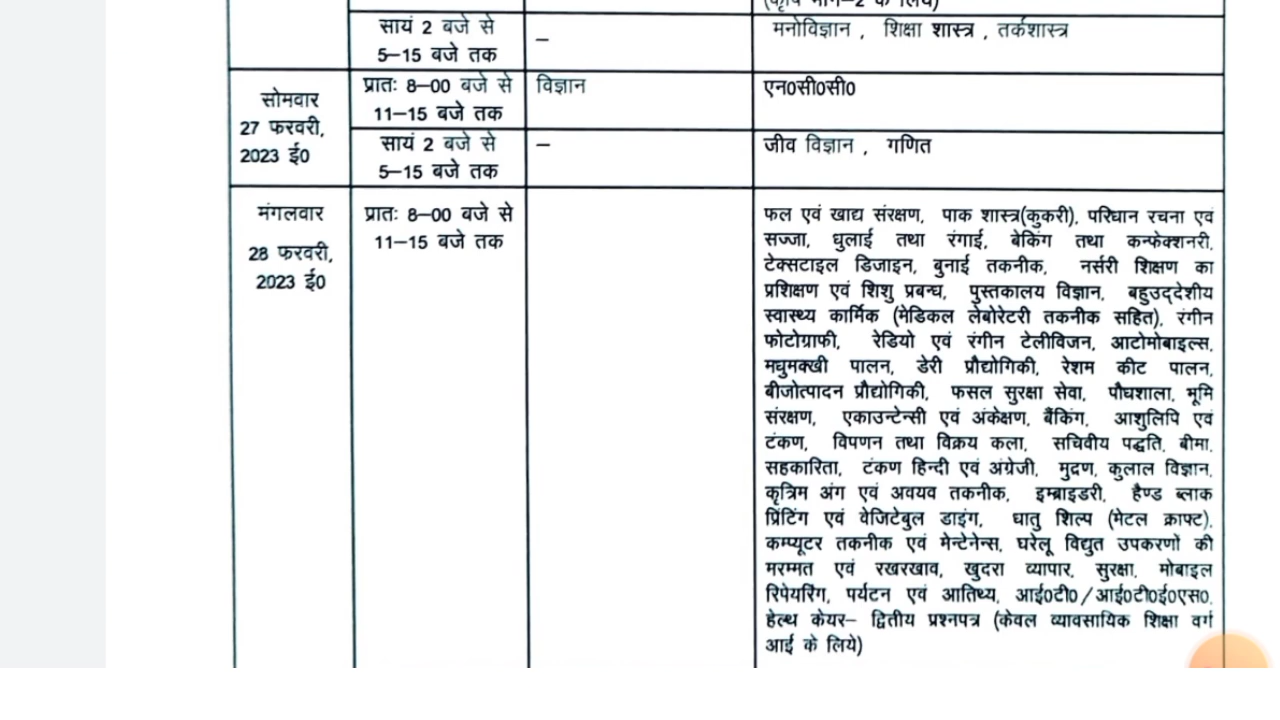 (कृषि भाग–2 के लिये)
सायं 2 बजे से
5–15 बजे तक
–
मनोविज्ञान , शिक्षा शास्त्र , तर्कशास्त्र
सोमवार
27 फरवरी,
2023 ई0
प्रातः 8–00 बजे से
11–15 बजे तक
विज्ञान
एन0सी0सी0
सायं 2 बजे से
5–15 बजे तक
–
जीव विज्ञान , गणित
मंगलवार
28 फरवरी,
2023 ई0
प्रातः 8–00 बजे से
11–15 बजे तक
फल एवं खाद्य संरक्षण, पाक शास्त्र(कुकरी), परिधान रचना एवं
सज्जा, धुलाई तथा रंगाई, बेकिंग तथा कन्फेक्शनरी,
टेक्सटाइल डिजाइन, बुनाई तकनीक, नर्सरी शिक्षण का
प्रशिक्षण एवं शिशु प्रबन्ध, पुस्तकालय विज्ञान, बहुउद्देशीय
स्वास्थ्य कार्मिक (मेडिकल लेबोरेटरी तकनीक सहित), रंगीन
फोटोग्राफी, रेडियो एवं रंगीन टेलीविजन, आटोमोबाइल्स,
मधुमक्खी पालन, डेरी प्रौद्योगिकी, रेशम कीट पालन,
बीजोत्पादन प्रौद्योगिकी, फसल सुरक्षा सेवा, पौधशाला, भूमि
संरक्षण, एकाउन्टेन्सी एवं अंकेक्षण, बैंकिंग, आशुलिपि एवं
टंकण, विपणन तथा विक्रय कला, सचिवीय पद्धति, बीमा,
सहकारिता, टंकण हिन्दी एवं अंग्रेजी, मुद्रण, कुलाल विज्ञान,
कृत्रिम अंग एवं अवयव तकनीक, इम्ब्राइडरी, हैण्ड ब्लाक
प्रिंटिंग एवं वेजिटेबुल डाइंग, धातु शिल्प (मेटल क्राफ्ट),
कम्प्यूटर तकनीक एवं मेन्टेनेन्स, घरेलू विद्युत उपकरणों की
मरम्मत एवं रखरखाव, खुदरा व्यापार, सुरक्षा, मोबाइल
रिपेयरिंग, पर्यटन एवं आतिथ्य, आई0टी0/आई0टी0ई0एस0,
हेल्थ केयर– द्वितीय प्रश्नपत्र (केवल व्यावसायिक शिक्षा वर्ग
आई के लिये)